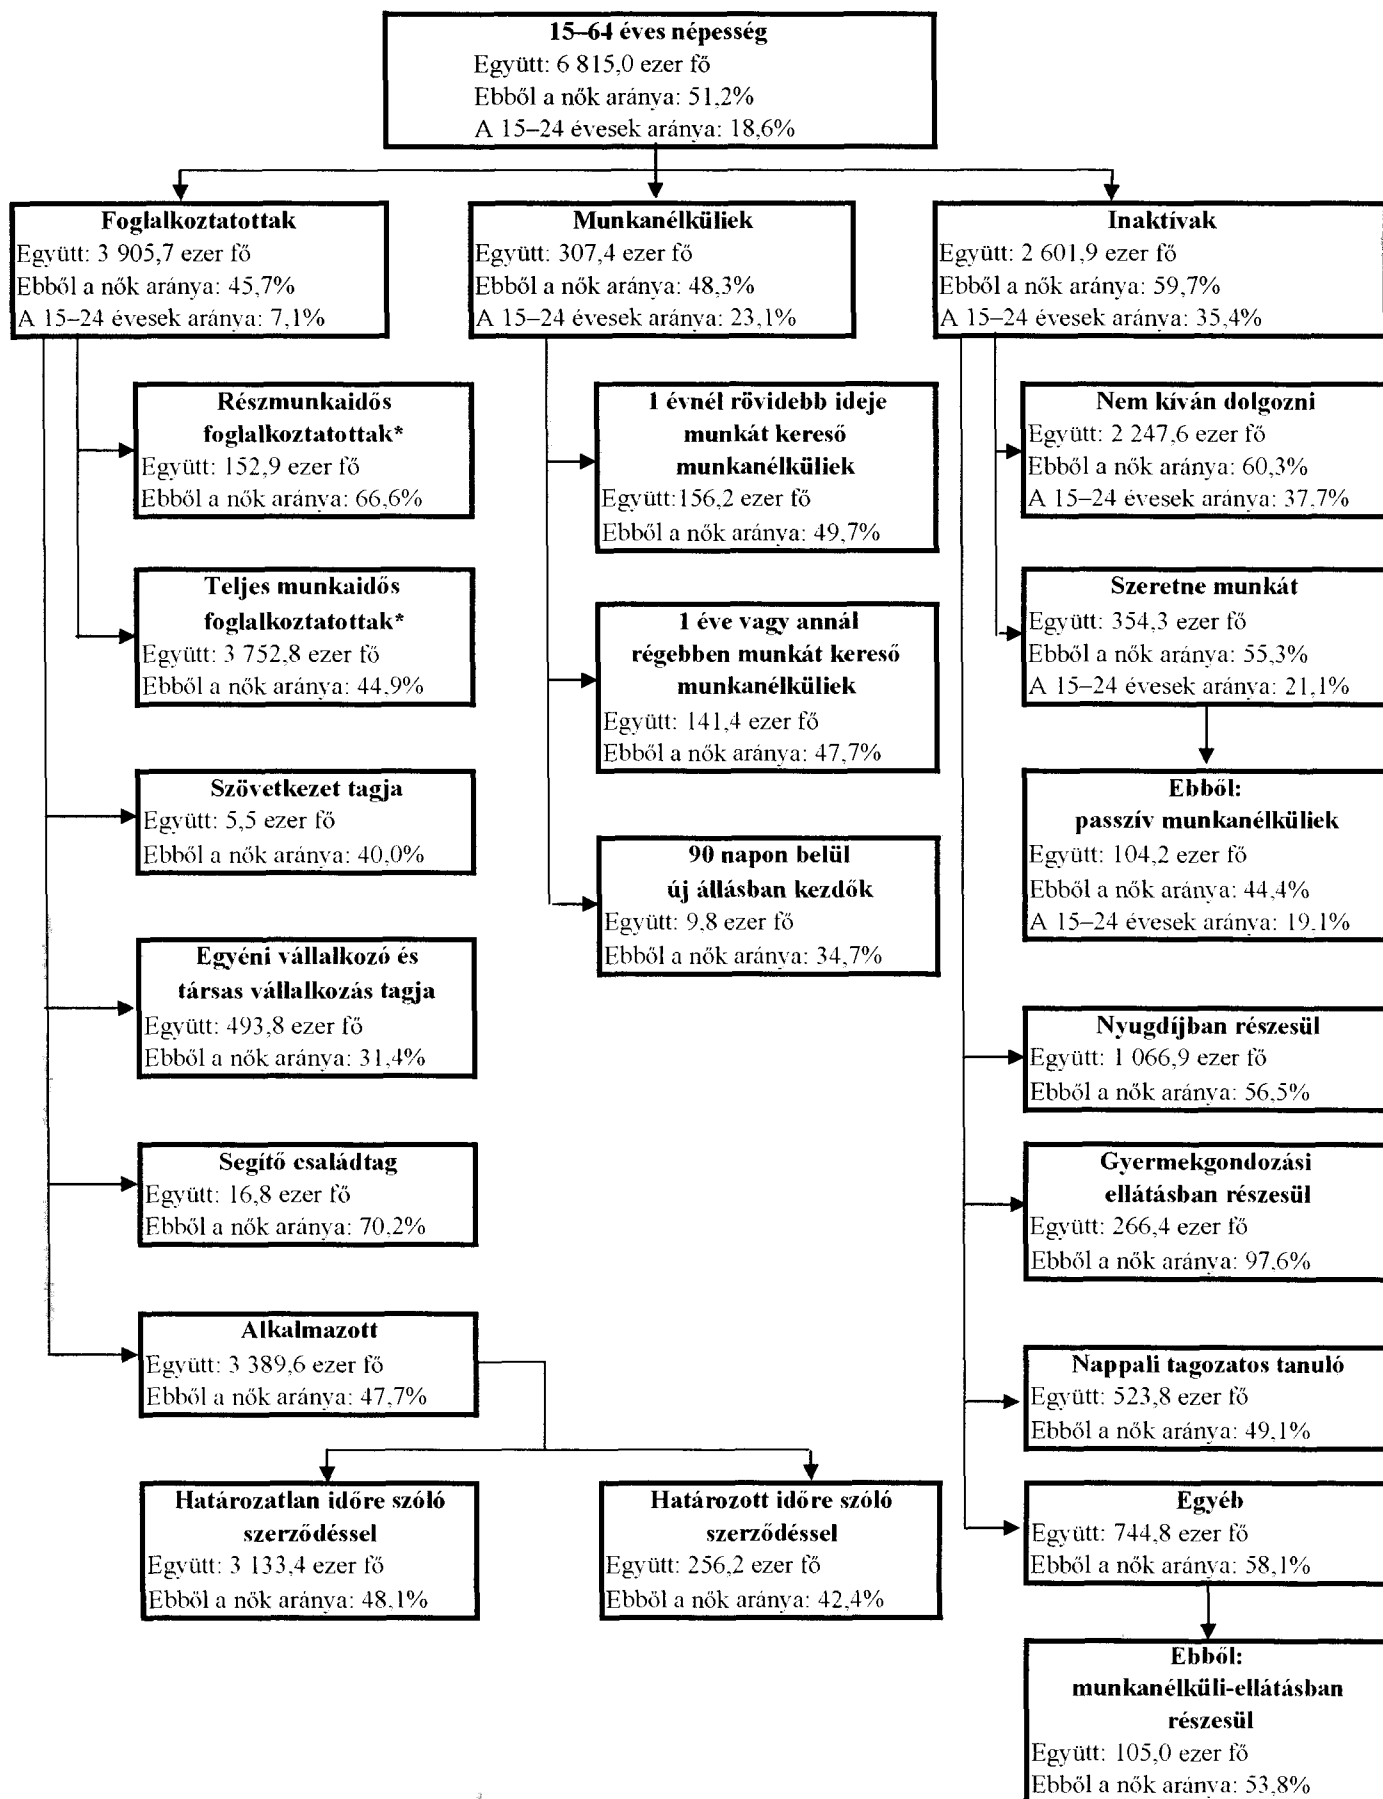 15–64 éves népesség
Együtt: 6 815,0 ezer fő
Ebből a nők aránya: 51,2%
A 15–24 évesek aránya: 18,6%
Foglalkoztatottak
Együtt: 3 905,7 ezer fő
Ebből a nők aránya: 45,7%
A 15–24 évesek aránya: 7,1%
Munkanélküliek
Együtt: 307,4 ezer fő
Ebből a nők aránya: 48,3%
A 15–24 évesek aránya: 23,1%
Inaktívak
Együtt: 2 601,9 ezer fő
Ebből a nők aránya: 59,7%
A 15–24 évesek aránya: 35,4%
Részmunkaidős
foglalkoztatottak*
Együtt: 152,9 ezer fő
Ebből a nők aránya: 66,6%
Teljes munkaidős
foglalkoztatottak*
Együtt: 3 752,8 ezer fő
Ebből a nők aránya: 44,9%
Szövetkezet tagja
Együtt: 5,5 ezer fő
Ebből a nők aránya: 40,0%
Egyéni vállalkozó és
társas vállalkozás tagja
Együtt: 493,8 ezer fő
Ebből a nők aránya: 31,4%
Segítő családtag
Együtt: 16,8 ezer fő
Ebből a nők aránya: 70,2%
Alkalmazott
Együtt: 3 389,6 ezer fő
Ebből a nők aránya: 47,7%
Határozatlan időre szóló
szerződéssel
Együtt: 3 133,4 ezer fő
Ebből a nők aránya: 48,1%
Határozott időre szóló
szerződéssel
Együtt: 256,2 ezer fő
Ebből a nők aránya: 42,4%
1 évnél rövidebb ideje
munkát kereső
munkanélküliek
Együtt:156,2 ezer fő
Ebből a nők aránya: 49,7%
1 éve vagy annál
régebben munkát kereső
munkanélküliek
Együtt: 141,4 ezer fő
Ebből a nők aránya: 47,7%
90 napon belül
új állásban kezdők
Együtt: 9,8 ezer fő
Ebből a nők aránya: 34,7%
Nem kíván dolgozni
Együtt: 2 247,6 ezer fő
Ebből a nők aránya: 60,3%
A 15–24 évesek aránya: 37,7%
Szeretne munkát
Együtt: 354,3 ezer fő
Ebből a nők aránya: 55,3%
A 15–24 évesek aránya: 21,1%
Ebből:
passzív munkanélküliek
Együtt: 104,2 ezer fő
Ebből a nők aránya: 44,4%
A 15–24 évesek aránya: 19,1%
Nyugdíjban részesül
Együtt: 1 066,9 ezer fő
Ebből a nők aránya: 56,5%
Gyermekgondozási
ellátásban részesül
Együtt: 266,4 ezer fő
Ebből a nők aránya: 97,6%
Nappali tagozatos tanuló
Együtt: 523,8 ezer fő
Ebből a nők aránya: 49,1%
Egyéb
Együtt: 744,8 ezer fő
Ebből a nők aránya: 58,1%
Ebből:
munkanélküli-ellátásban
részesül
Együtt: 105,0 ezer fő
Ebből a nők aránya: 53,8%